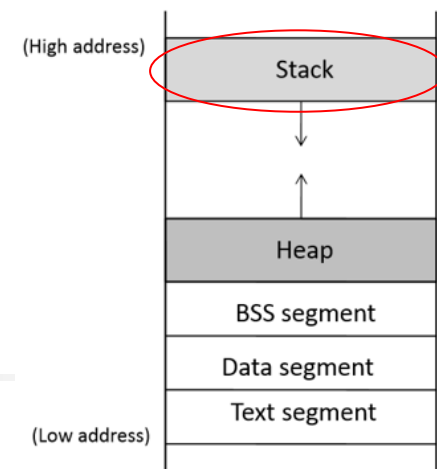 (High address)
Stack
Heap
BSS segment
Data segment
Text segment
(Low address)